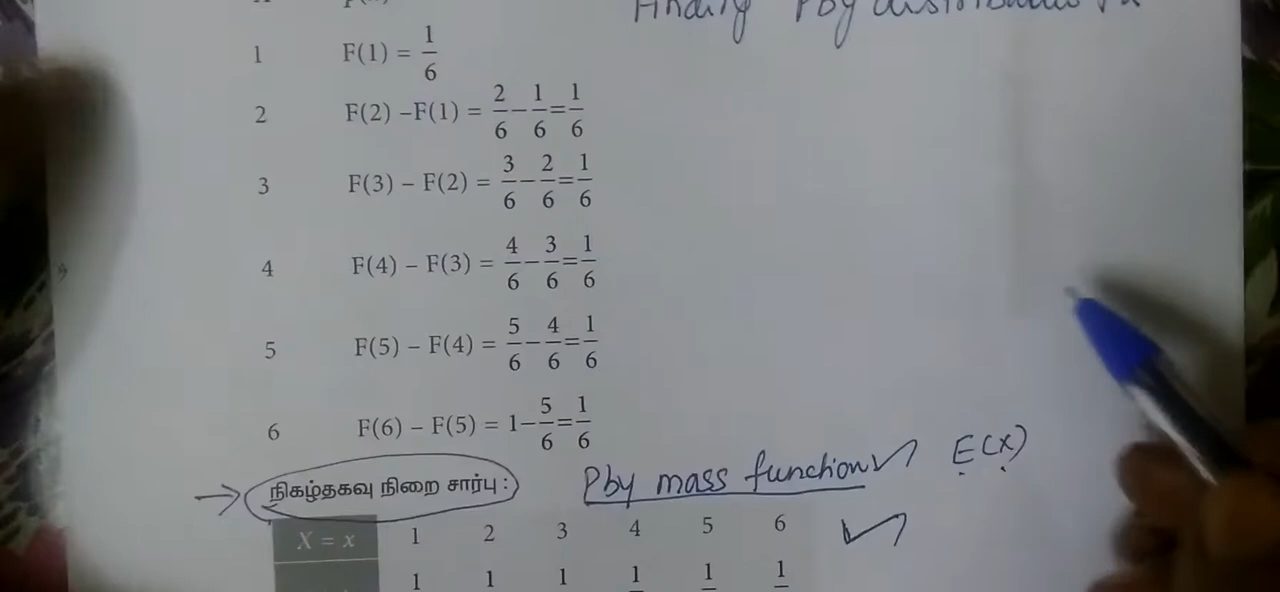 Finding Pby
1 F(1) = 1/6
2 F(2) –F(1) = 2/6 – 1/6 = 1/6
3 F(3) – F(2) = 3/6 – 2/6 = 1/6
4 F(4) – F(3) = 4/6 – 3/6 = 1/6
5 F(5) – F(4) = 5/6 – 4/6 = 1/6
6 F(6) – F(5) = 1– 5/6 = 1/6
நிகழ்தகவு நிறை சார்பு : Pby mass function E(X)
X = x 1 2 3 4 5 6
1 1 1 1 1 1